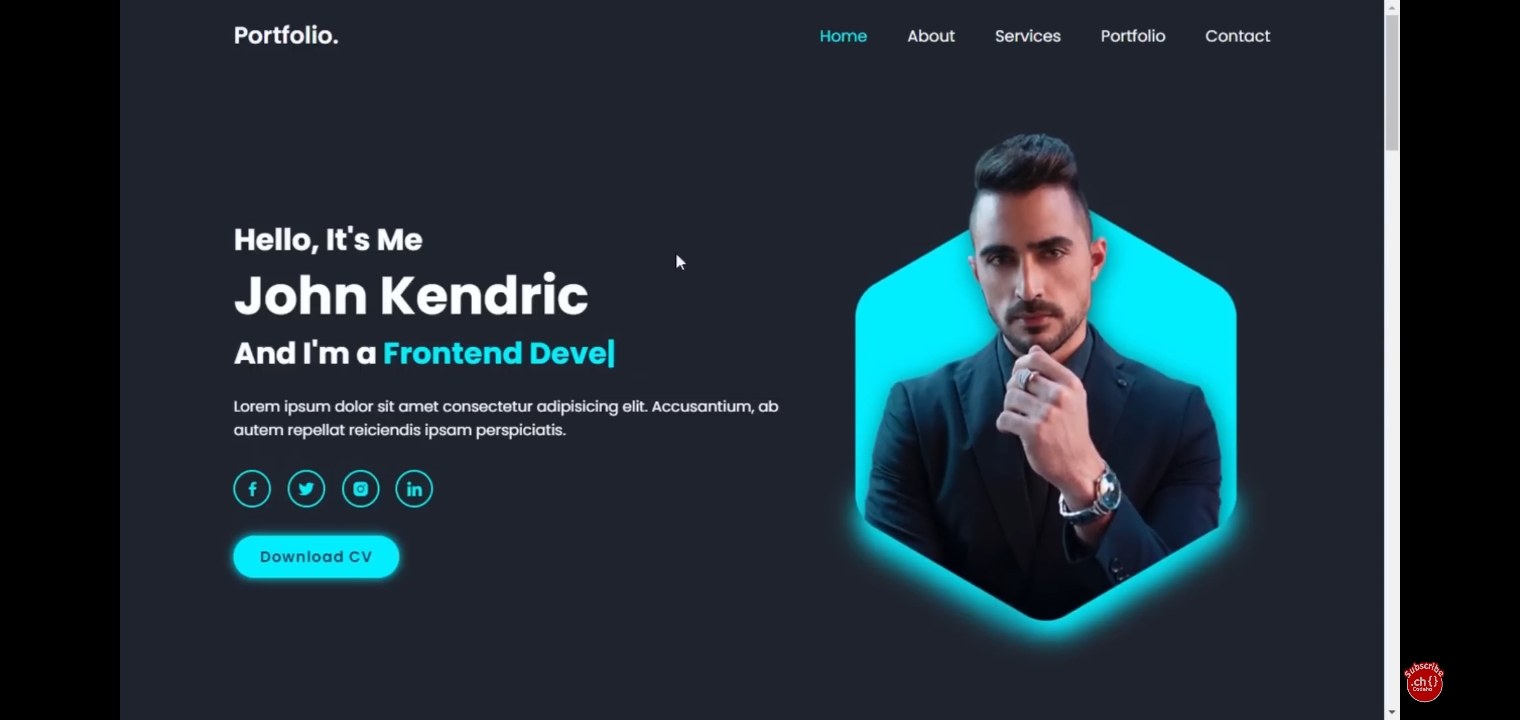 Portfolio.
Home About Services Portfolio Contact
Hello, It's Me
John Kendric
And I'm a Frontend Deve|
Lorem ipsum dolor sit amet consectetur adipisicing elit. Accusantium, ab
autem repellat reiciendis ipsam perspiciatis.
Download CV
Subscribe
.ch{}